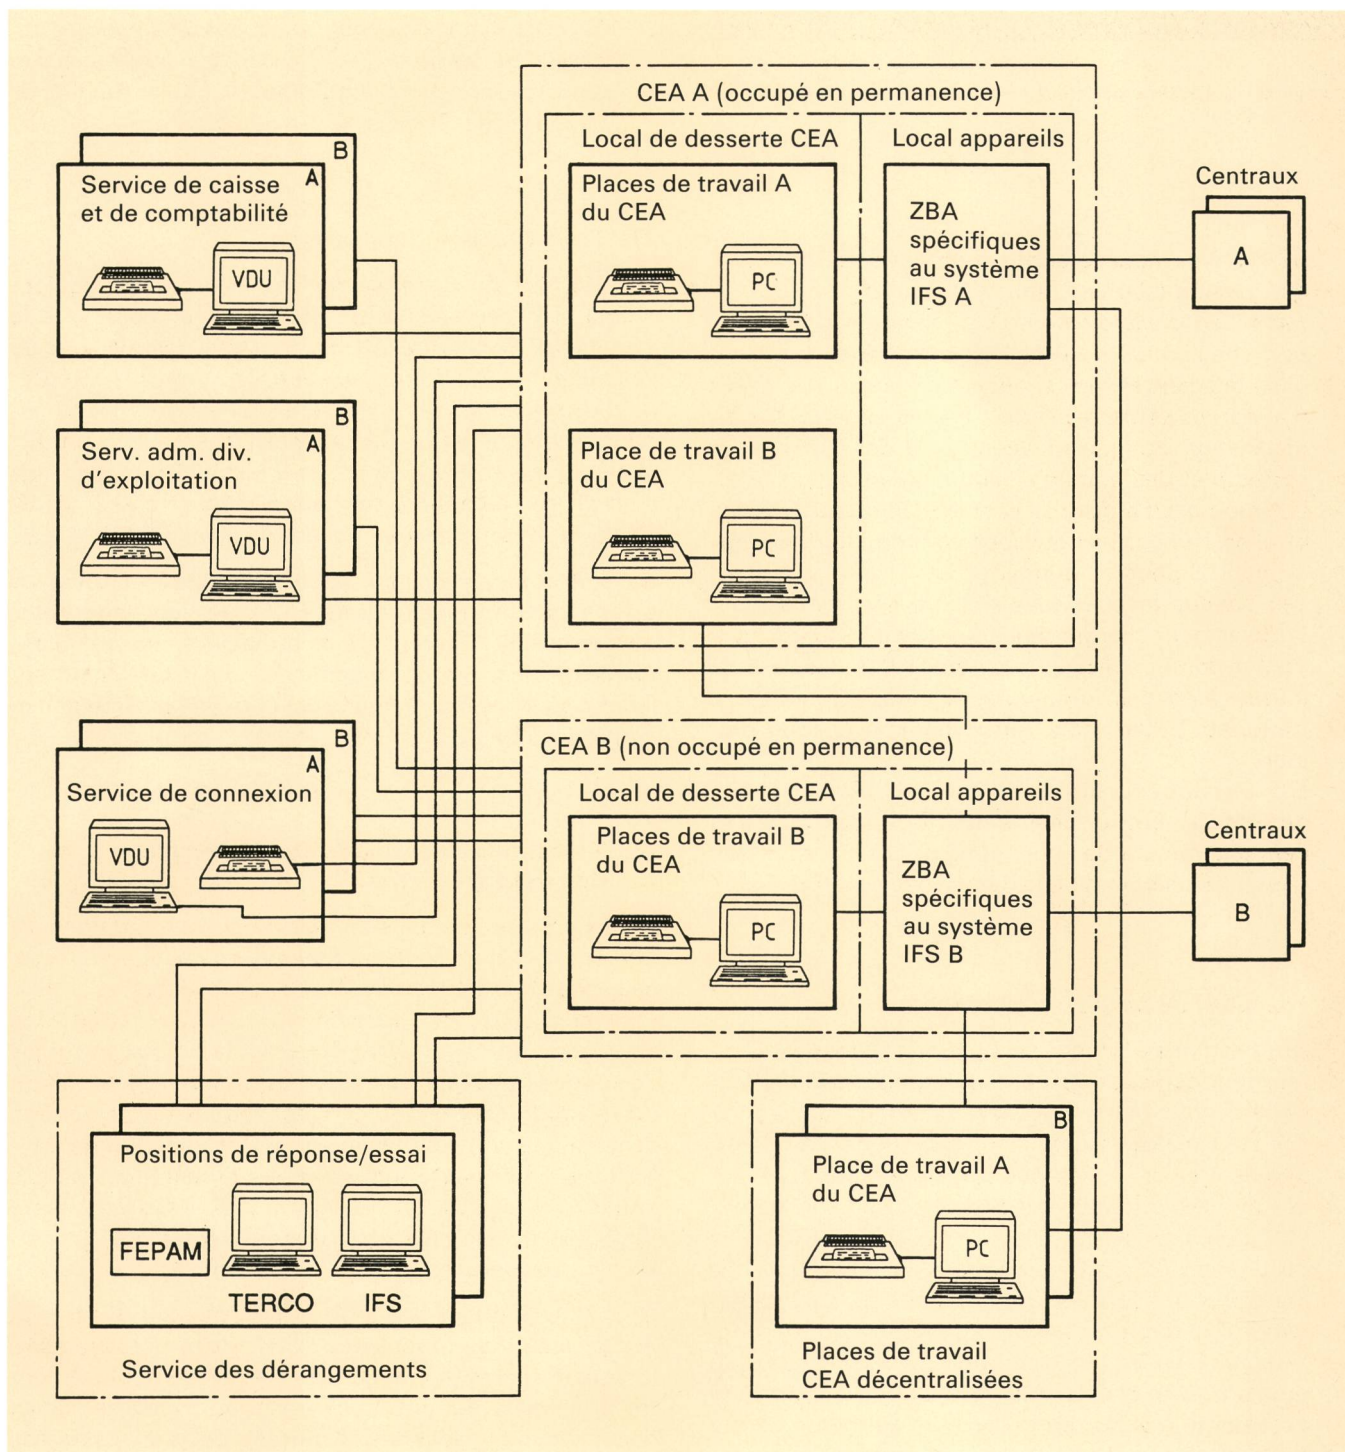 CEA A (occupé en permanence)
Local de desserte CEA
Local appareils
B
A
Service de caisse
et de comptabilité
VDU
Places de travail A
du CEA
PC
ZBA
spécifiques
au système
IFS A
Centraux
A
B
A
Serv. adm. div.
d'exploitation
VDU
Place de travail B
du CEA
PC
B
A
Service de connexion
VDU
CEA B (non occupé en permanence)
Local de desserte CEA
Local appareils
Places de travail B
du CEA
PC
ZBA
spécifiques
au système
IFS B
Centraux
B
Positions de réponse/essai
FEPAM
TERCO
IFS
Service des dérangements
B
Place de travail A
du CEA
PC
Places de travail
CEA décentralisées